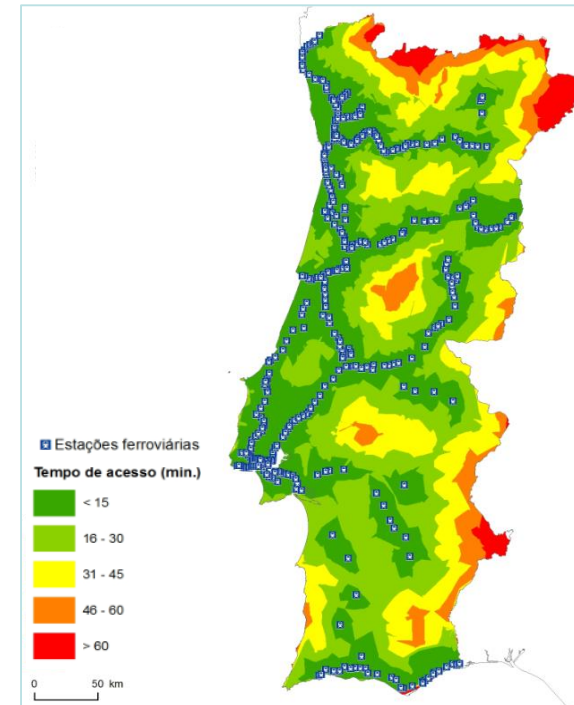 Estações ferroviárias
Tempo de acesso (min.)
< 15
16 - 30
31 - 45
46 - 60
> 60
0 50 km